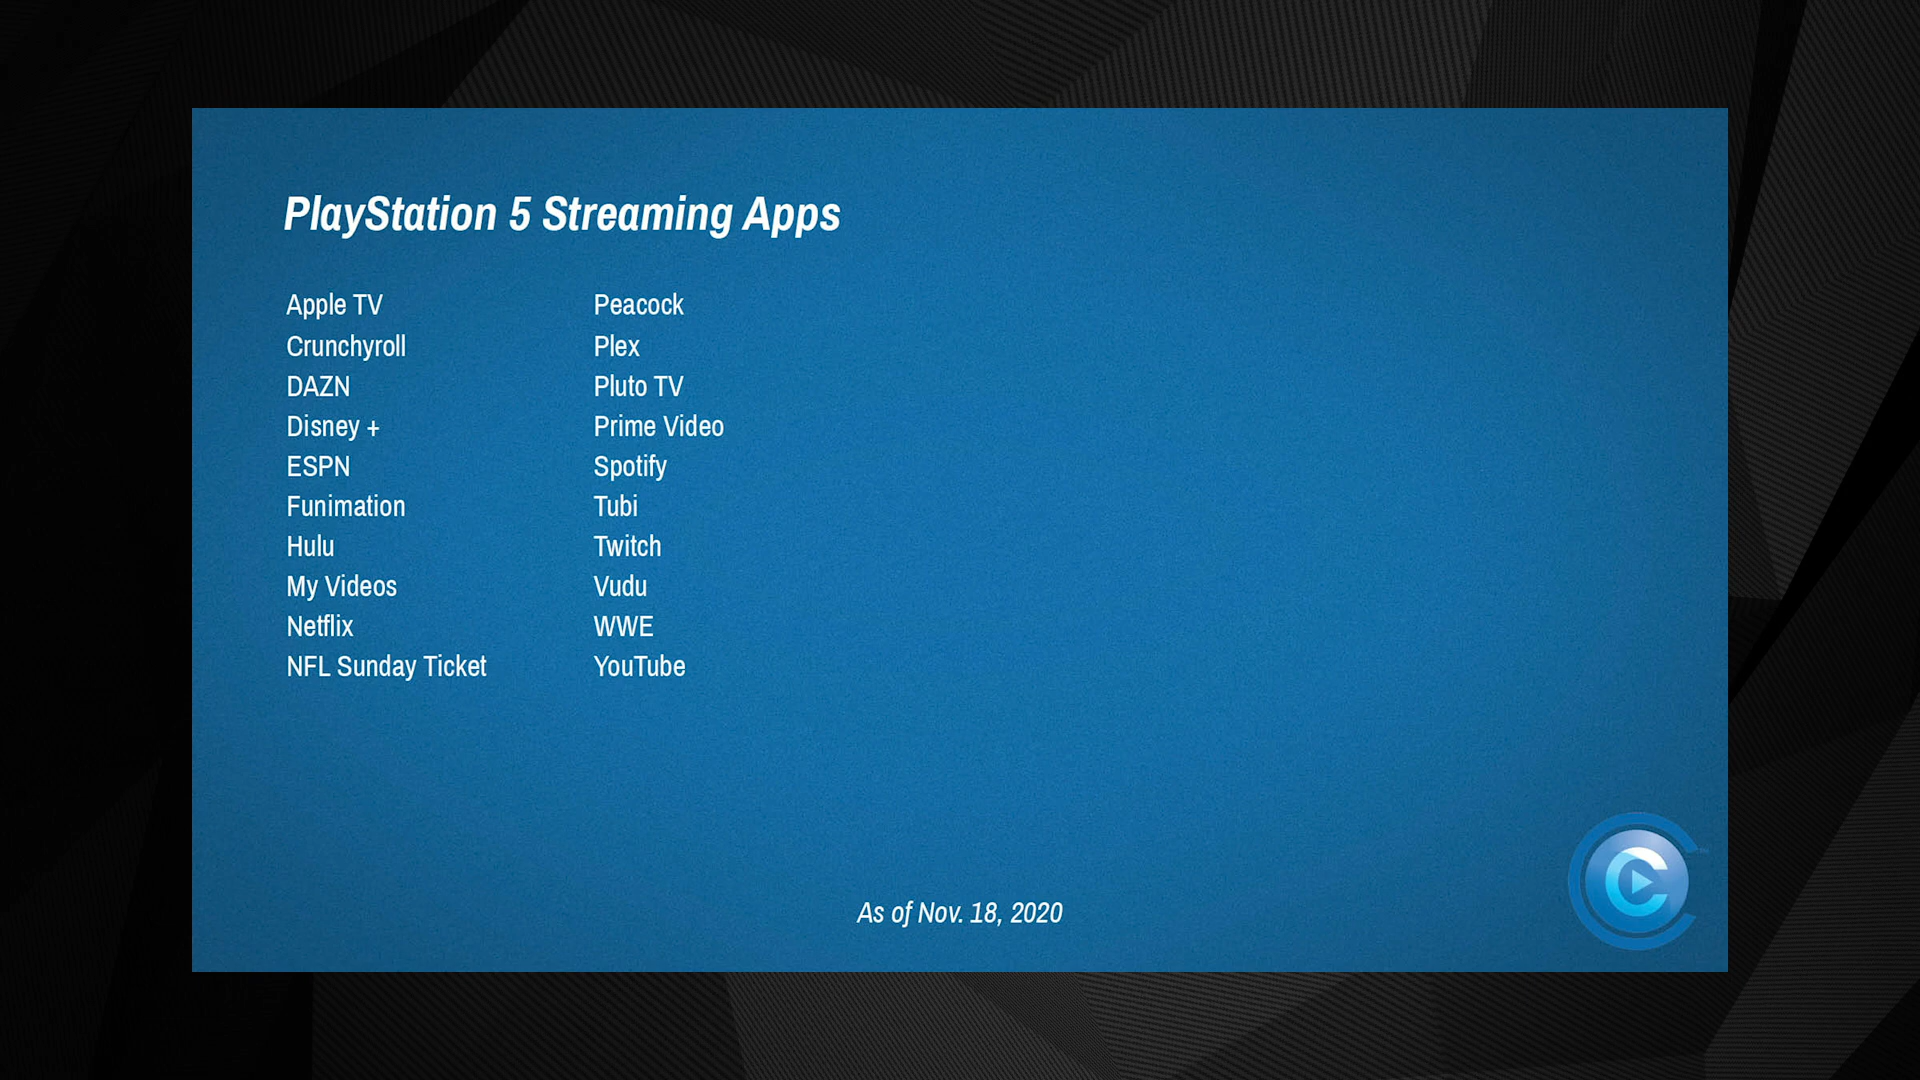 PlayStation 5 Streaming Apps
Apple TV
Crunchyroll
DAZN
Disney +
ESPN
Funimation
Hulu
My Videos
Netflix
NFL Sunday Ticket
Peacock
Plex
Pluto TV
Prime Video
Spotify
Tubi
Twitch
Vudu
WWE
YouTube
As of Nov. 18, 2020